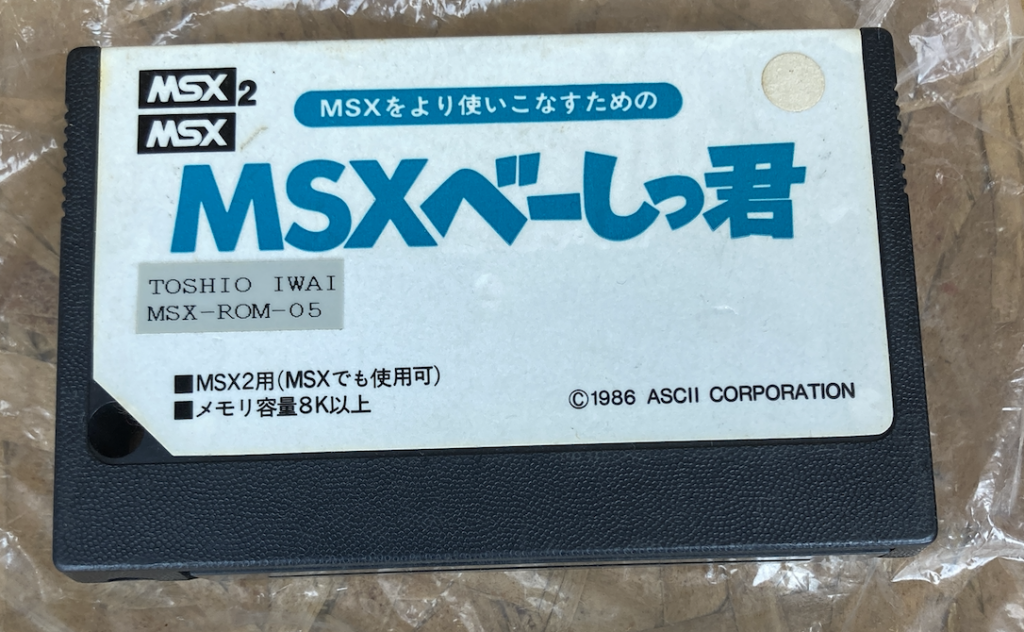 MSX2
MSX
MSXをより使いこなすための
MSXべーしっ君
TOSHIO IWAI
MSX-ROM-05
■MSX2用(MSXでも使用可)
■メモリ容量8K以上
©1986 ASCII CORPORATION